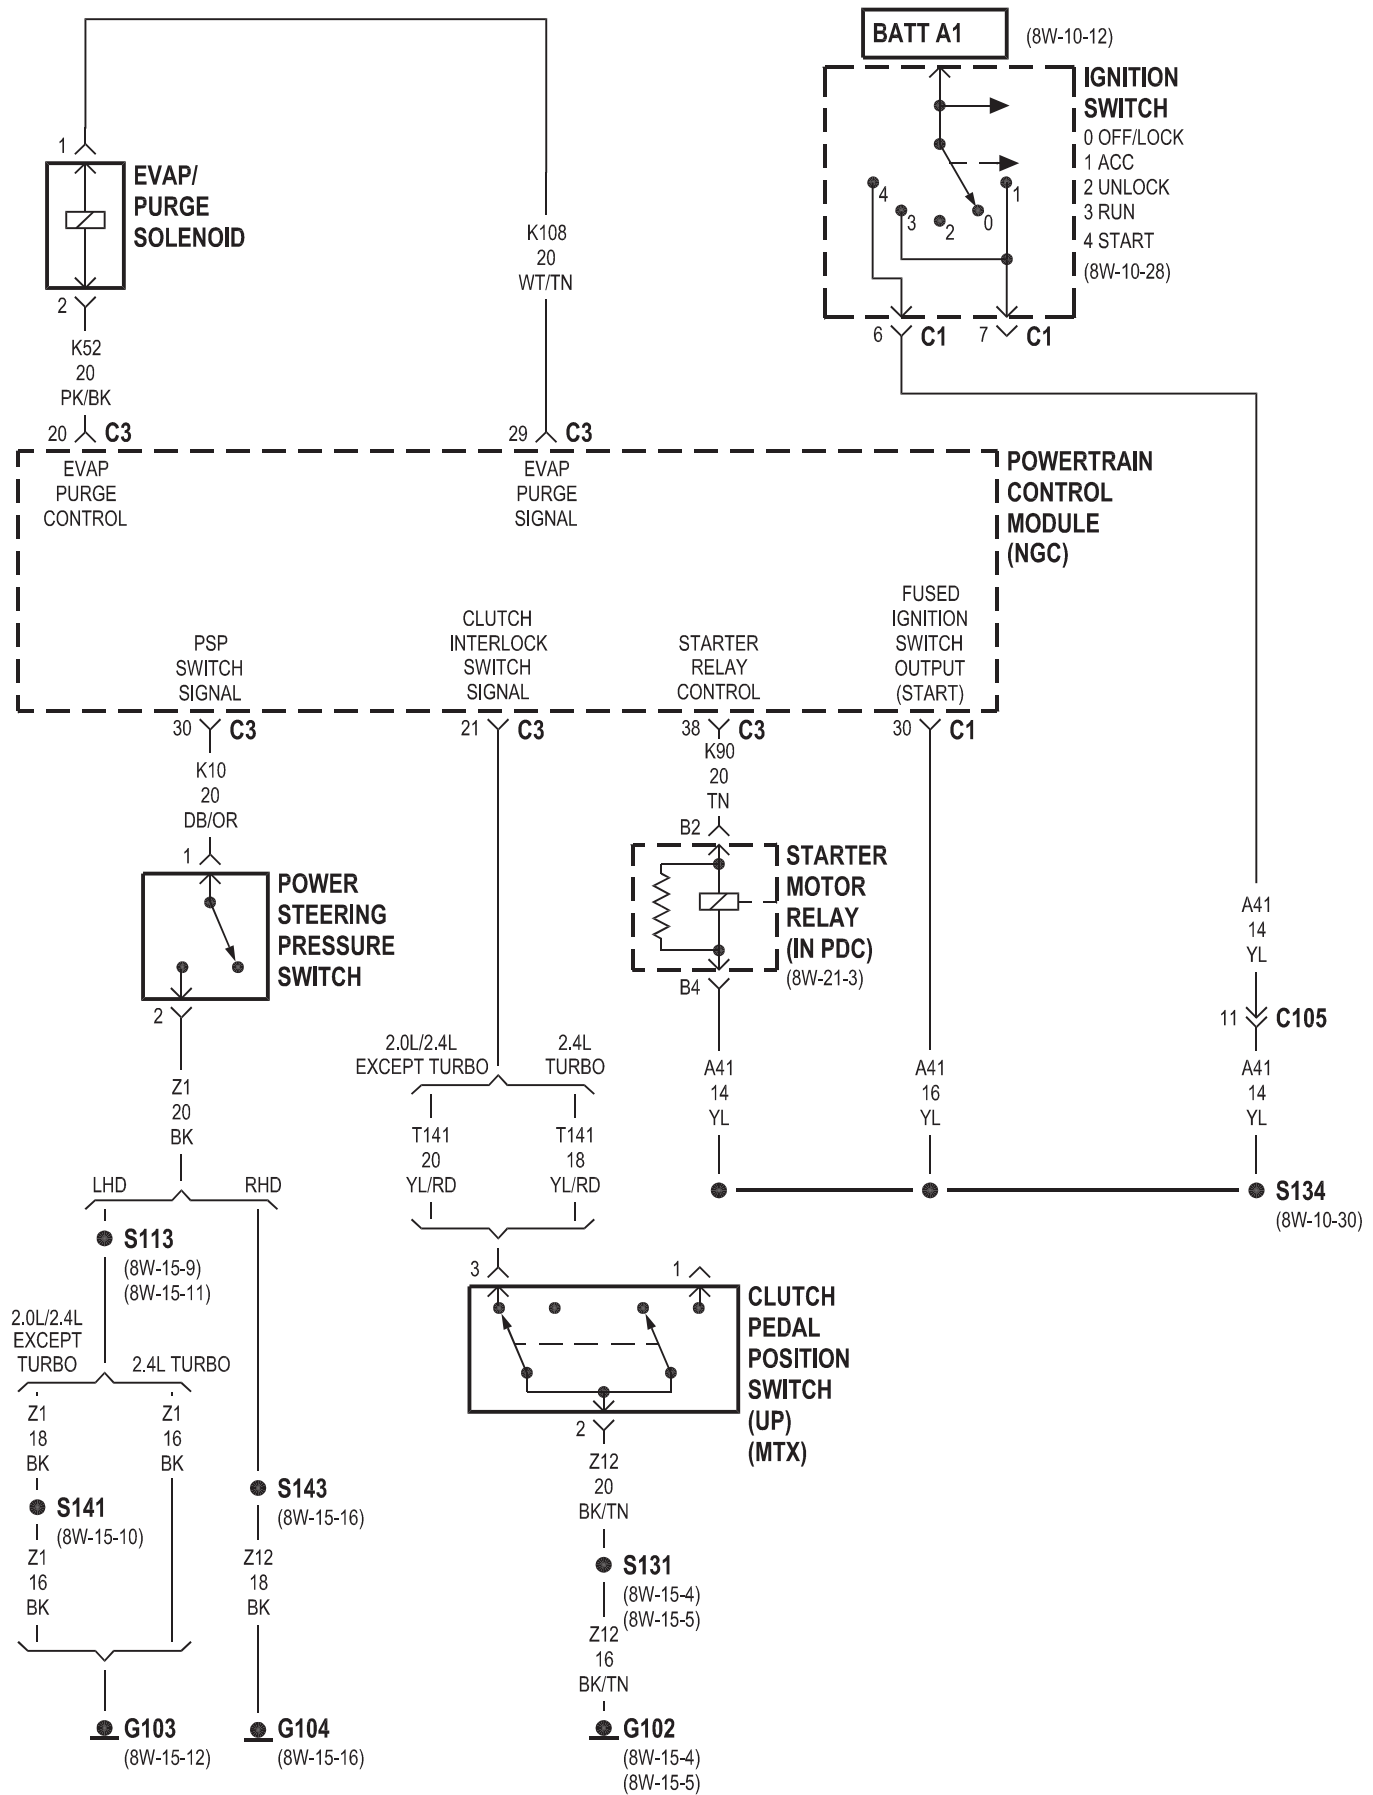 BATT A1
(8W-10-12)
IGNITION
SWITCH
0 OFF/LOCK
1 ACC
2 UNLOCK
3 RUN
4 START
(8W-10-28)
4
3
2
0
1
6
C1
7
C1
1
EVAP/
PURGE
SOLENOID
2
K52
20
PK/BK
20
C3
K108
20
WT/TN
29
C3
EVAP
PURGE
CONTROL
EVAP
PURGE
SIGNAL
POWERTRAIN
CONTROL
MODULE
(NGC)
PSP
SWITCH
SIGNAL
CLUTCH
INTERLOCK
SWITCH
SIGNAL
STARTER
RELAY
CONTROL
FUSED
IGNITION
SWITCH
OUTPUT
(START)
30
C3
21
C3
38
C3
30
C1
K10
20
DB/OR
1
POWER
STEERING
PRESSURE
SWITCH
2
K90
20
TN
B2
STARTER
MOTOR
RELAY
(IN PDC)
(8W-21-3)
B4
A41
14
YL
11
C105
2.0L/2.4L
EXCEPT TURBO
2.4L
TURBO
A41
14
YL
A41
16
YL
A41
14
YL
Z1
20
BK
T141
20
YL/RD
T141
18
YL/RD
LHD
RHD
S134
(8W-10-30)
S113
(8W-15-9)
(8W-15-11)
3
1
CLUTCH
PEDAL
POSITION
SWITCH
(UP)
(MTX)
2
2.0L/2.4L
EXCEPT
TURBO
2.4L TURBO
Z1
18
BK
Z1
16
BK
S141
(8W-15-10)
Z1
16
BK
S143
(8W-15-16)
Z12
18
BK
Z12
20
BK/TN
S131
(8W-15-4)
(8W-15-5)
Z12
16
BK/TN
G103
(8W-15-12)
G104
(8W-15-16)
G102
(8W-15-4)
(8W-15-5)